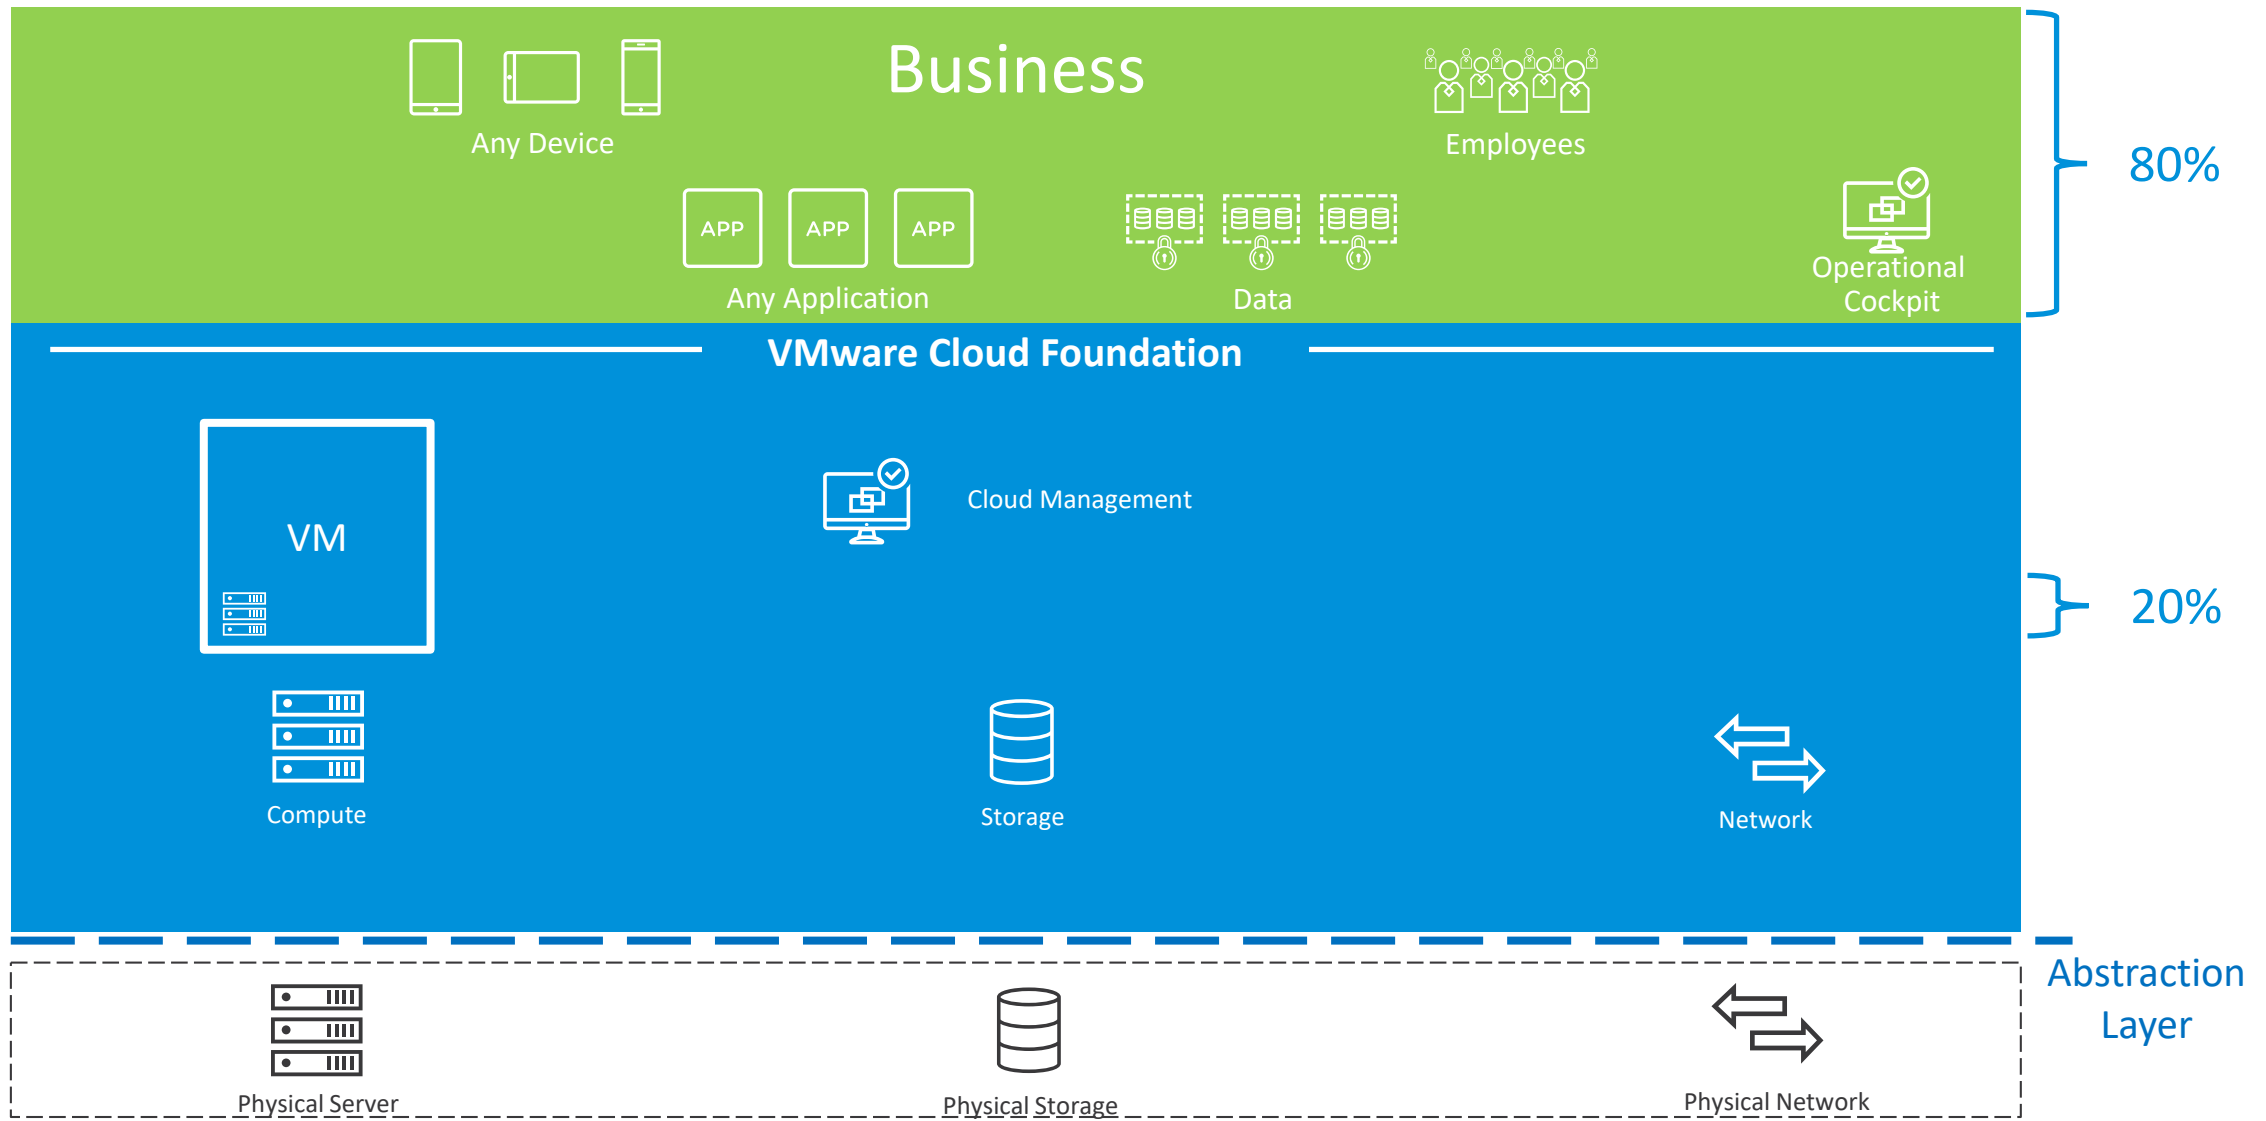 Business
Any Device
Employees
80%
APP
APP
APP
Any Application
Data
Operational
Cockpit
VMware Cloud Foundation
VM
Cloud Management
20%
Compute
Storage
Network
Abstraction
Layer
Physical Server
Physical Storage
Physical Network